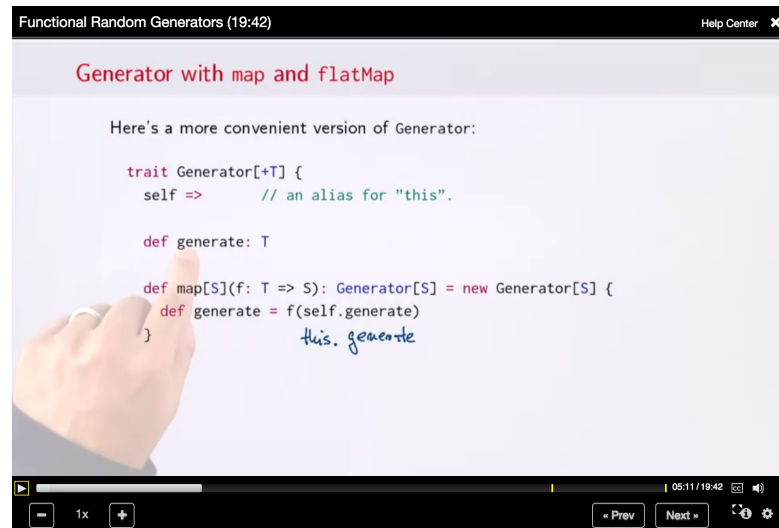 Functional Random Generators (19:42)
Help Center
Generator with map and flatMap
Here's a more convenient version of Generator:
trait Generator[+T] {
self => // an alias for "this".
def generate: T
def map[S](f: T => S): Generator[S] = new Generator[S] {
def generate = f(self.generate)
}
this. generate
05:11 / 19:42 cc
1x
« Prev
Next »